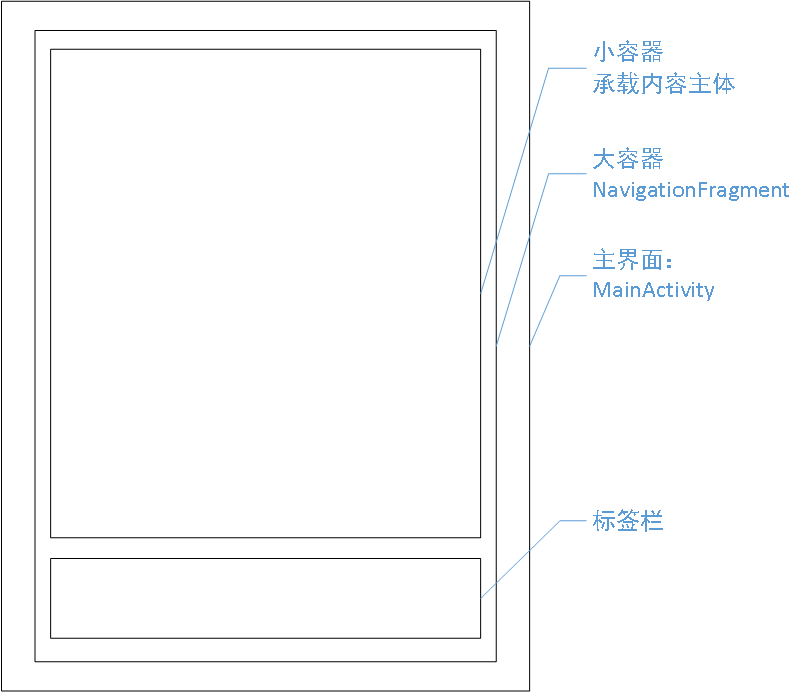 小容器
承载内容主体
大容器
NavigationFragment
主界面：
MainActivity
标签栏